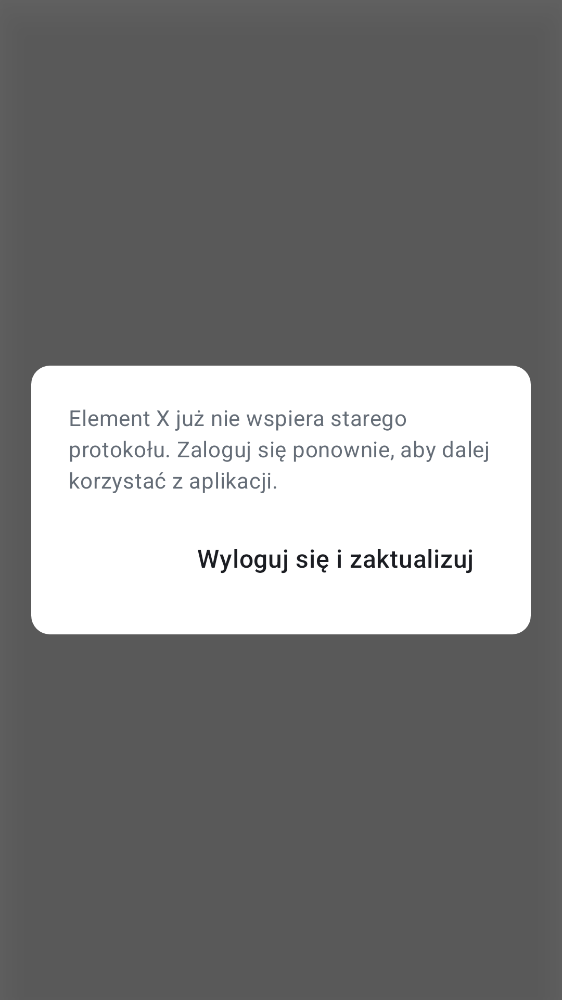 Element X już nie wspiera starego
protokołu. Zaloguj się ponownie, aby dalej
korzystać z aplikacji.
Wyloguj się i zaktualizuj